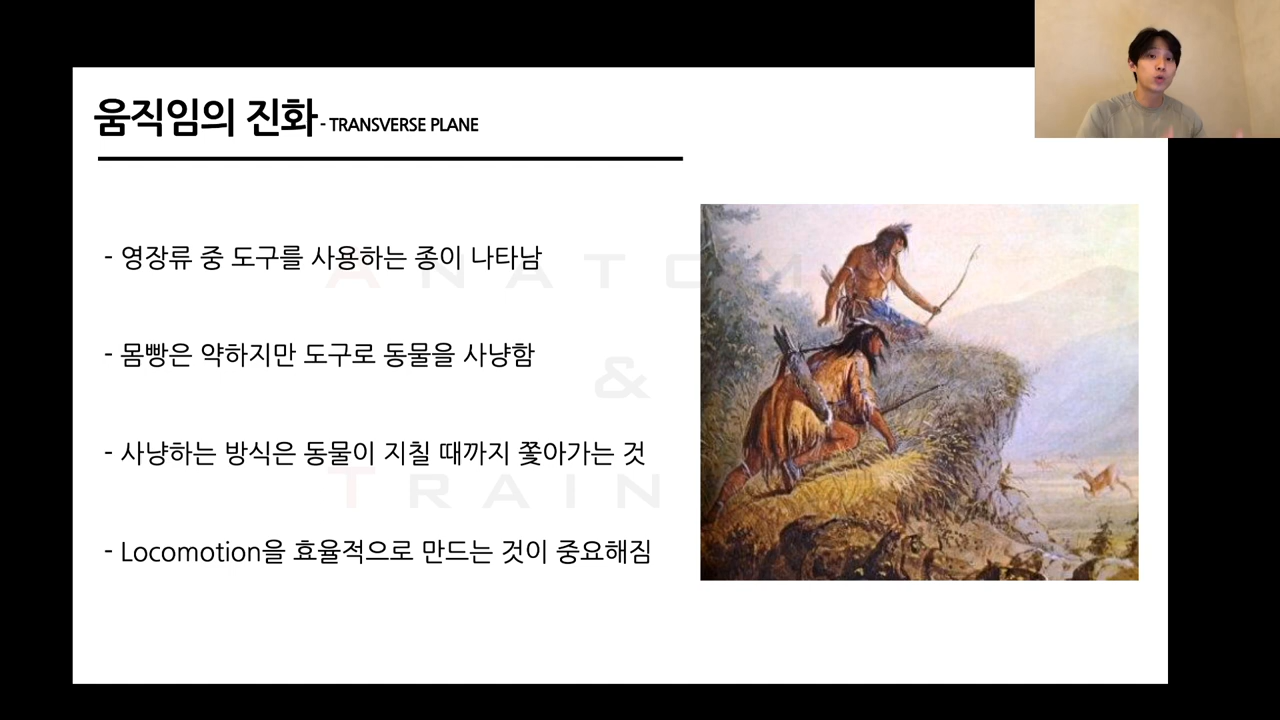 움직임의 진화 - TRANSVERSE PLANE
- 영장류 중 도구를 사용하는 종이 나타남
- 몸빵은 약하지만 도구로 동물을 사냥함
- 사냥하는 방식은 동물이 지칠 때까지 쫓아가는 것
- Locomotion을 효율적으로 만드는 것이 중요해짐
ANATOM
&
TRAIN